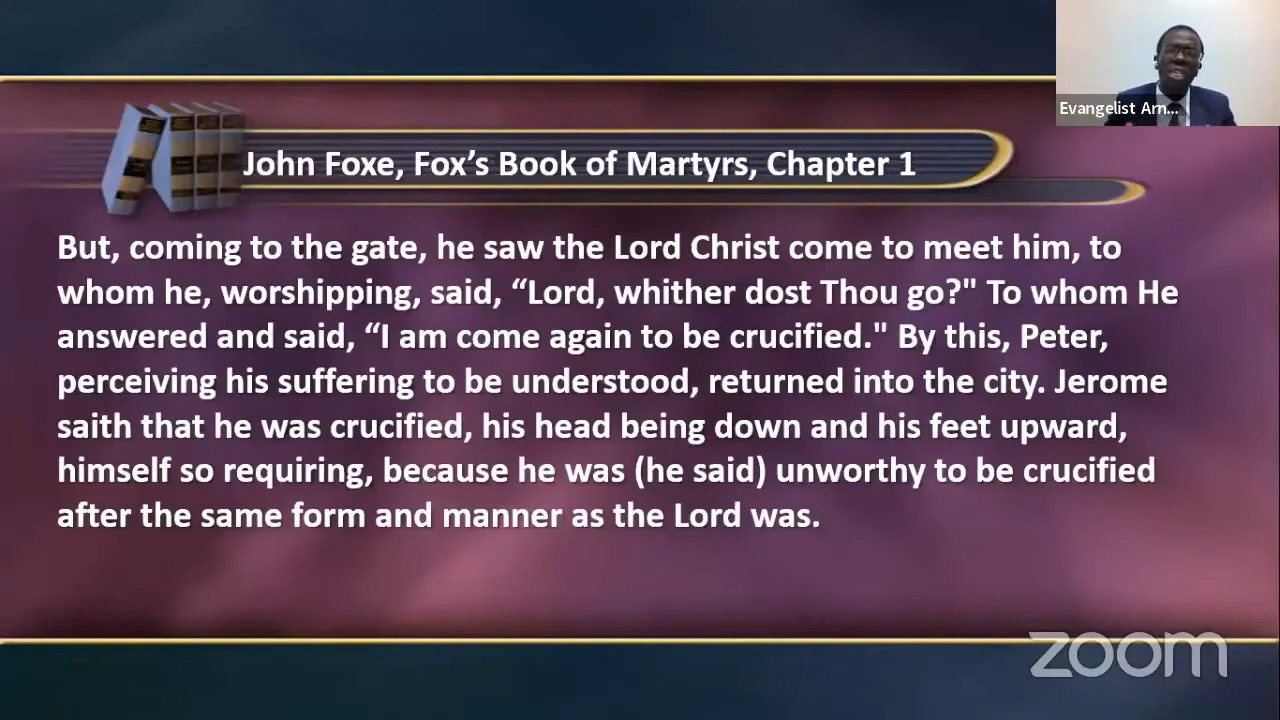 Evangelist Arn...
John Foxe, Fox’s Book of Martyrs, Chapter 1
But, coming to the gate, he saw the Lord Christ come to meet him, to
whom he, worshipping, said, “Lord, whither dost Thou go?" To whom He
answered and said, “I am come again to be crucified." By this, Peter,
perceiving his suffering to be understood, returned into the city. Jerome
saith that he was crucified, his head being down and his feet upward,
himself so requiring, because he was (he said) unworthy to be crucified
after the same form and manner as the Lord was.
zoom